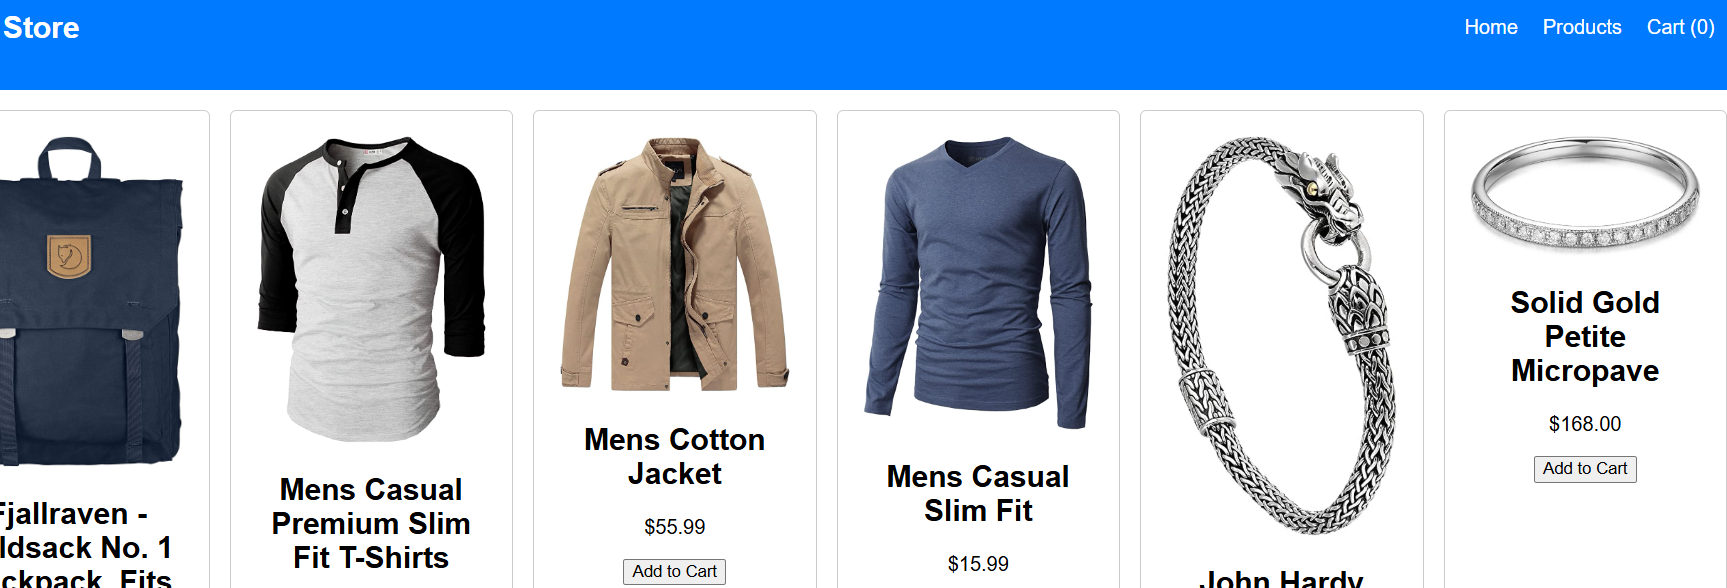 Store
Home Products Cart (0)
Fjallraven -
ldsack No. 1
ckpack, Fits
Mens Casual
Premium Slim
Fit T-Shirts
Mens Cotton
Jacket
$55.99
Add to Cart
Mens Casual
Slim Fit
$15.99
John Hardy
Solid Gold
Petite
Micropave
$168.00
Add to Cart